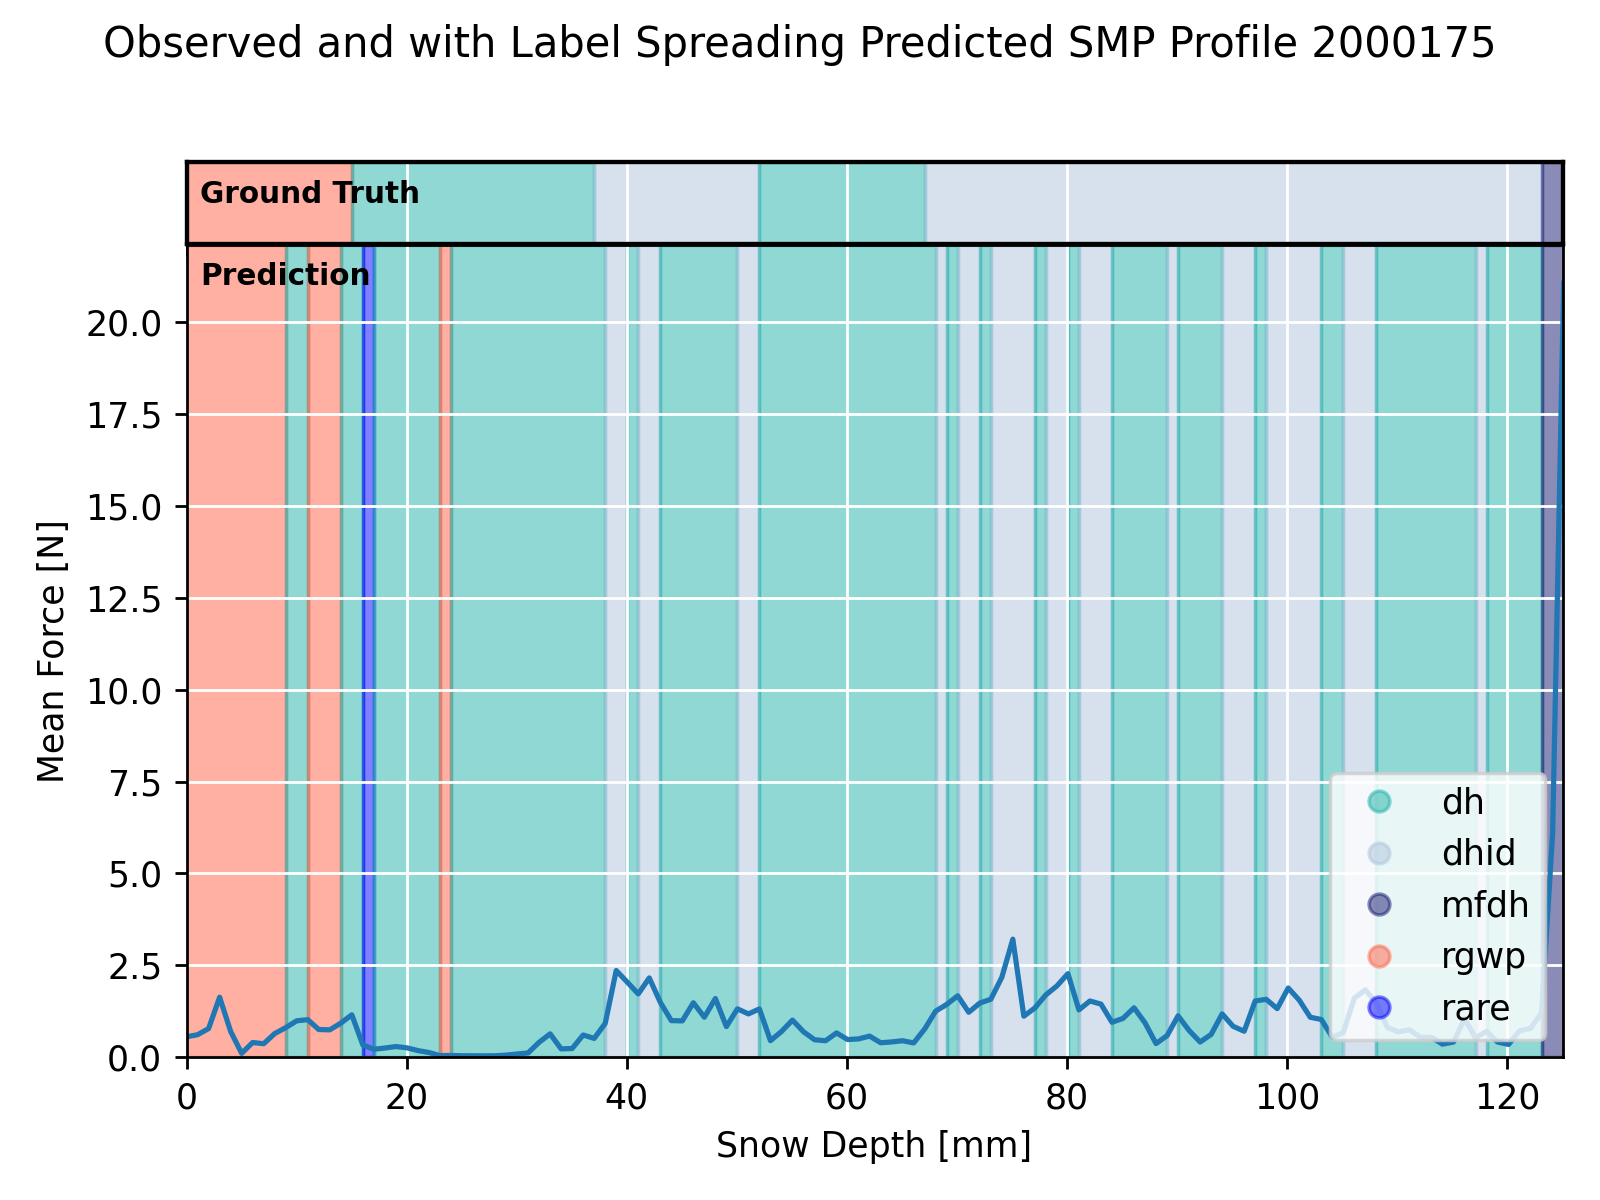 Observed and with Label Spreading Predicted SMP Profile 2000175
Ground Truth
Prediction
20.0
17.5
15.0
12.5
10.0
7.5
5.0
2.5
0.0
Mean Force [N]
dh
dhid
mfdh
rgwp
rare
0 20 40 60 80 100 120
Snow Depth [mm]